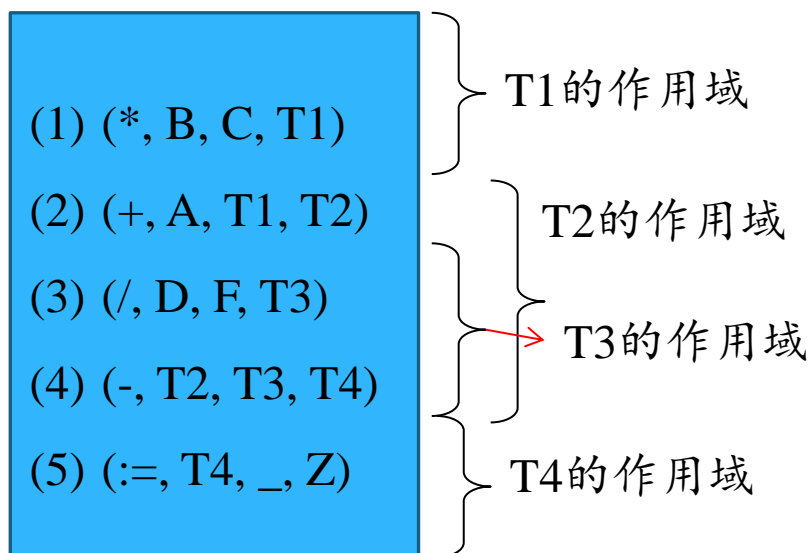 T1的作用域
(1) (*, B, C, T1)
(2) (+, A, T1, T2)
T2的作用域
(3) (/, D, F, T3)
T3的作用域
(4) (-, T2, T3, T4)
(5) (:=, T4, _, Z)
T4的作用域